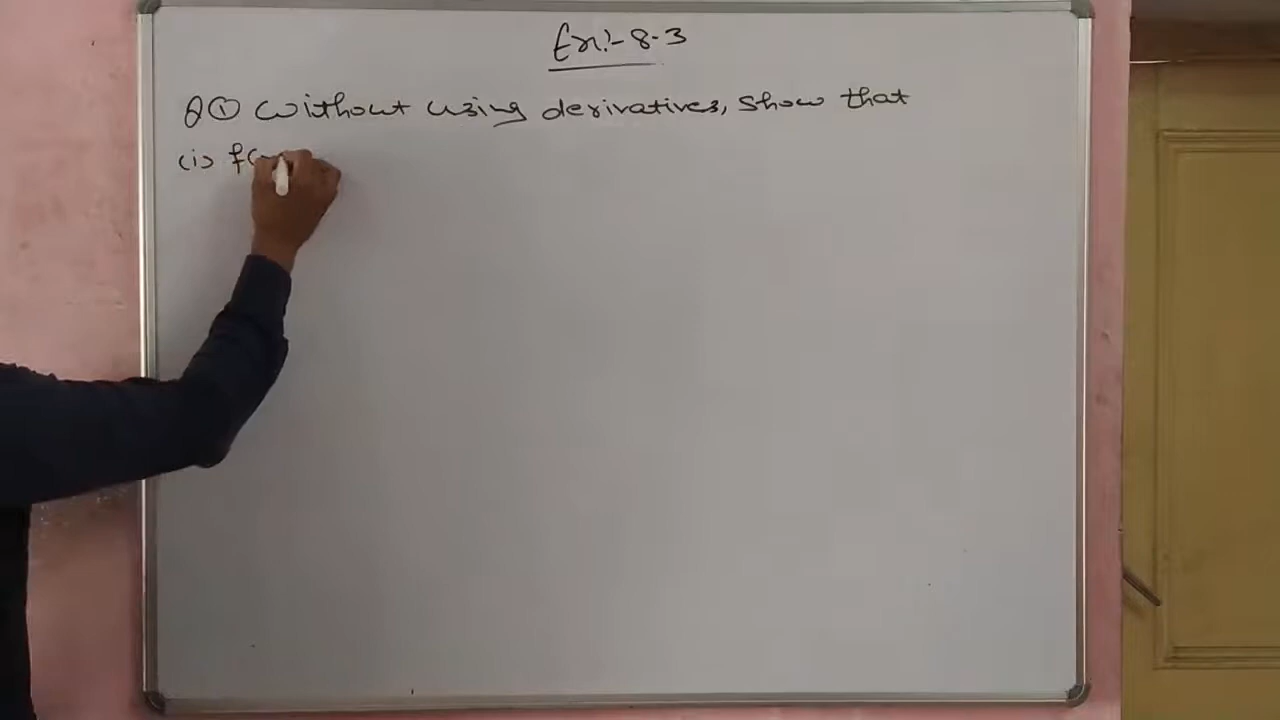 Ex:- 8.3
Q① Without using derivatives, show that
(i) f(